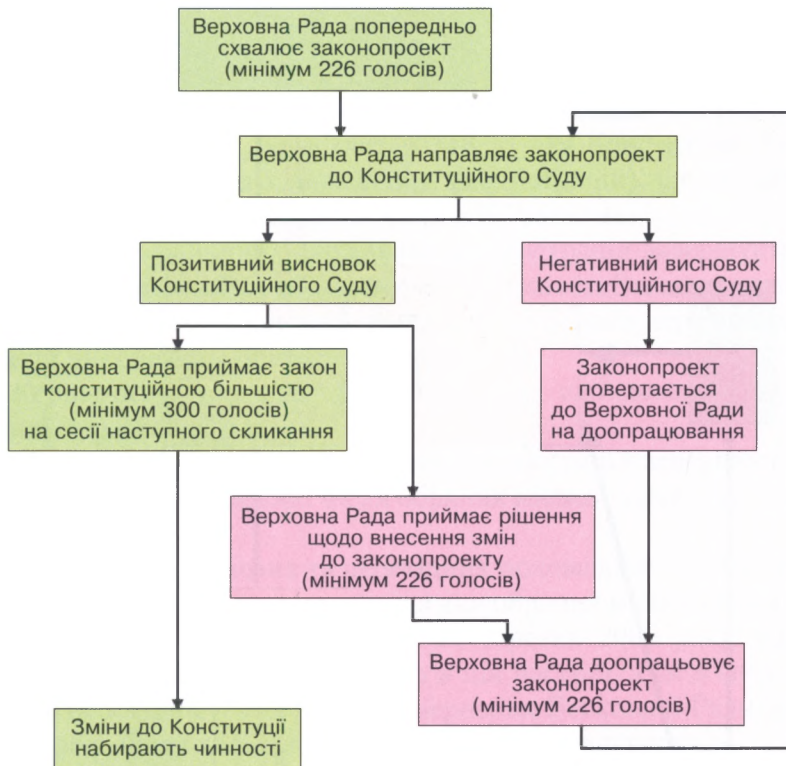 Верховна Рада попередньо
схвалює законопроект
(мінімум 226 голосів)
Верховна Рада направляє законопроект
до Конституційного Суду
Позитивний висновок
Конституційного Суду
Негативний висновок
Конституційного Суду
Верховна Рада приймає закон
конституційною більшістю
(мінімум 300 голосів)
на сесії наступного скликання
Законопроект
повертається
до Верховної Ради
на доопрацювання
Верховна Рада приймає рішення
щодо внесення змін
до законопроекту
(мінімум 226 голосів)
Верховна Рада доопрацьовує
законопроект
(мінімум 226 голосів)
Зміни до Конституції
набирають чинності